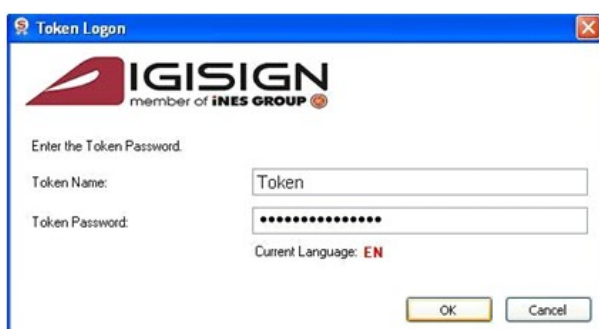 Token Logon
IGISIGN
member of iNES GROUP
Enter the Token Password.
Token Name:
Token
Token Password:
•••••••••••••••
Current Language: EN
OK
Cancel